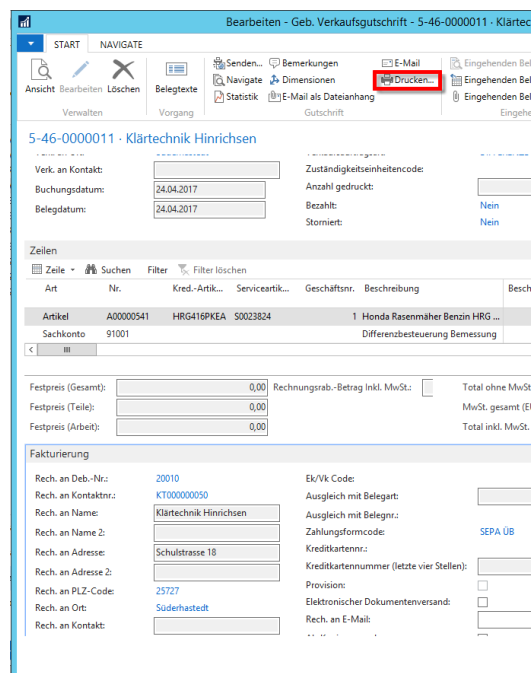 Bearbeiten - Geb. Verkaufsgutschrift - 5-46-0000011 · Klärtec
START NAVIGATE
Senden... Bemerkungen E-Mail Eingehenden Bel
Ansicht Bearbeiten Löschen Belegtexte Navigate Dimensionen Drucken... Eingehenden Bel
Statistik E-Mail als Dateianhang Eingehenden Bel
Verwalten Vorgang Gutschrift Eingehe
5-46-0000011 · Klärtechnik Hinrichsen
Verk. an Kontakt: Zuständigkeitseinheitencode:
Buchungsdatum: 24.04.2017 Anzahl gedruckt:
Belegdatum: 24.04.2017 Bezahlt: Nein
Storniert: Nein
Zeilen
Zeile Suchen Filter Filter löschen
Art Nr. Kred.-Artik... Serviceartik... Geschäftsnr. Beschreibung Besch
Artikel A00000541 HRG416PKEA S0023824 1 Honda Rasenmäher Benzin HRG ...
Sachkonto 91001 Differenzbesteuerung Bemessung
Festpreis (Gesamt): 0,00 Rechnungsrab.-Betrag Inkl. MwSt.: Total ohne MwSt
Festpreis (Teile): 0,00 MwSt. gesamt (EU
Festpreis (Arbeit): 0,00 Total inkl. MwSt.
Fakturierung
Rech. an Deb.-Nr.: 20010 Ek/Vk Code:
Rech. an Kontaktnr.: KT000000050 Ausgleich mit Belegart:
Rech. an Name: Klärtechnik Hinrichsen Ausgleich mit Belegnr.:
Rech. an Name 2: Zahlungsformcode: SEPA ÜB
Rech. an Adresse: Schulstrasse 18 Kreditkartennr.:
Rech. an Adresse 2: Kreditkartennummer (letzte vier Stellen):
Rech. an PLZ-Code: 25727 Provision:
Rech. an Ort: Süderhastedt Elektronischer Dokumentenversand:
Rech. an Kontakt: Rech. an E-Mail: